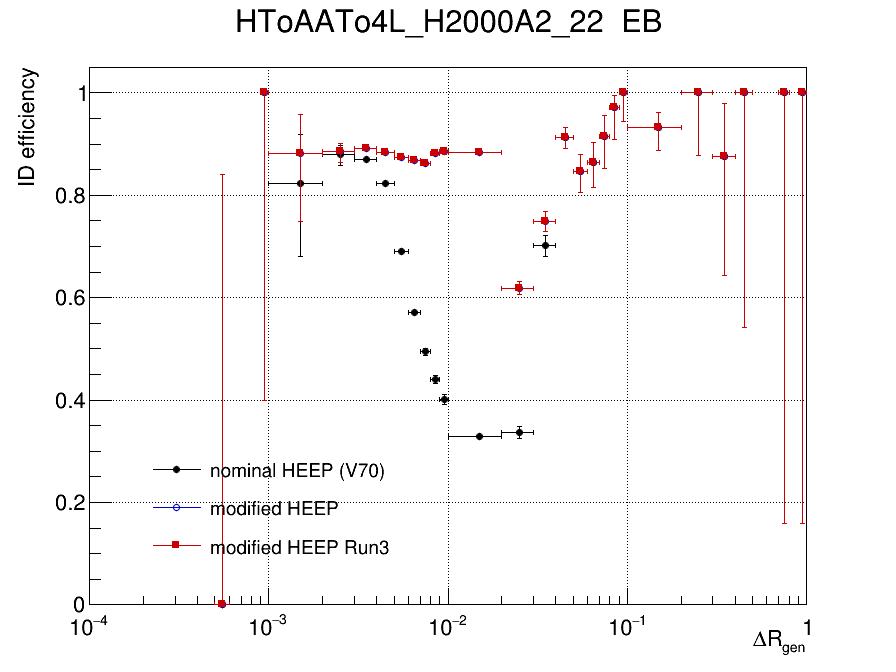 HToAATo4L_H2000A2_22 EB
ID efficiency
1
0.8
0.6
0.4
0.2
0
nominal HEEP (V70)
modified HEEP
modified HEEP Run3
10⁻⁴ 10⁻³ 10⁻² 10⁻¹ 1
ΔR_gen